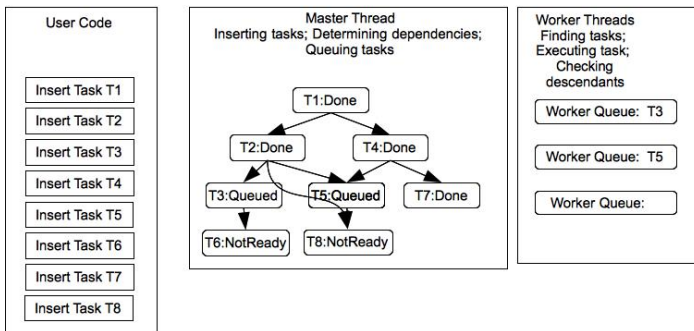 User Code
Insert Task T1
Insert Task T2
Insert Task T3
Insert Task T4
Insert Task T5
Insert Task T6
Insert Task T7
Insert Task T8
Master Thread
Inserting tasks; Determining dependencies;
Queuing tasks
T1:Done
T2:Done
T4:Done
T3:Queued
T5:Queued
T7:Done
T6:NotReady
T8:NotReady
Worker Threads
Finding tasks;
Executing task;
Checking
descendants
Worker Queue: T3
Worker Queue: T5
Worker Queue: